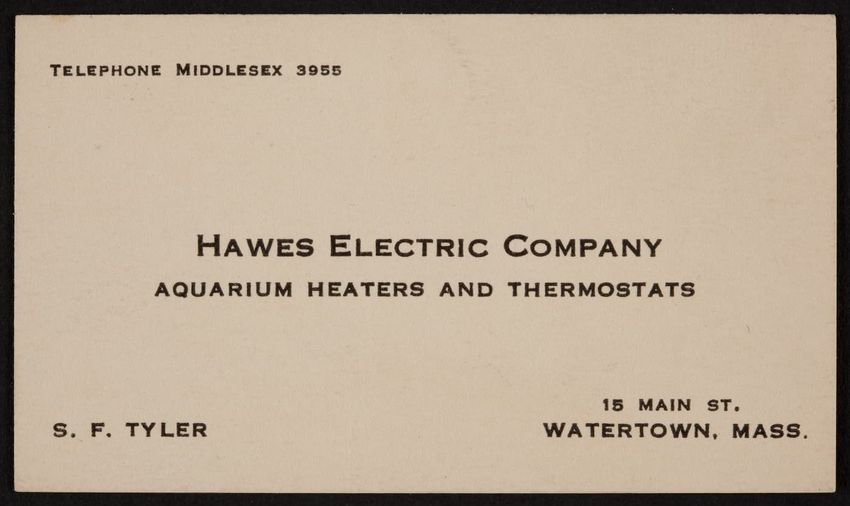 TELEPHONE MIDDLESEX 3955
HAWES ELECTRIC COMPANY
AQUARIUM HEATERS AND THERMOSTATS
S. F. TYLER
15 MAIN ST.
WATERTOWN, MASS.